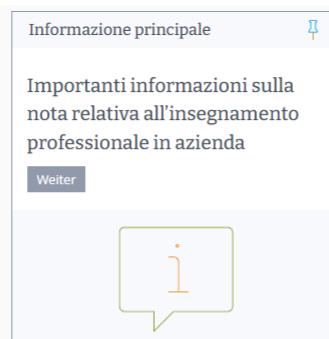 Informazione principale
Importanti informazioni sulla
nota relativa all’insegnamento
professionale in azienda
Weiter
i